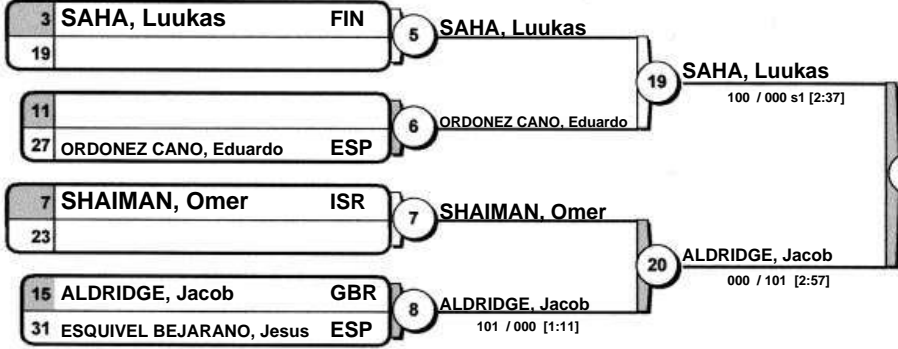 3 SAHA, Luukas FIN
19
5
SAHA, Luukas
11
27 ORDONEZ CANO, Eduardo ESP
6
ORDONEZ CANO, Eduardo
19
SAHA, Luukas
100 / 000 s1 [2:37]
7 SHAIMAN, Omer ISR
23
7
SHAIMAN, Omer
15 ALDRIDGE, Jacob GBR
31 ESQUIVEL BEJARANO, Jesus ESP
8
ALDRIDGE, Jacob
101 / 000 [1:11]
20
ALDRIDGE, Jacob
000 / 101 [2:57]